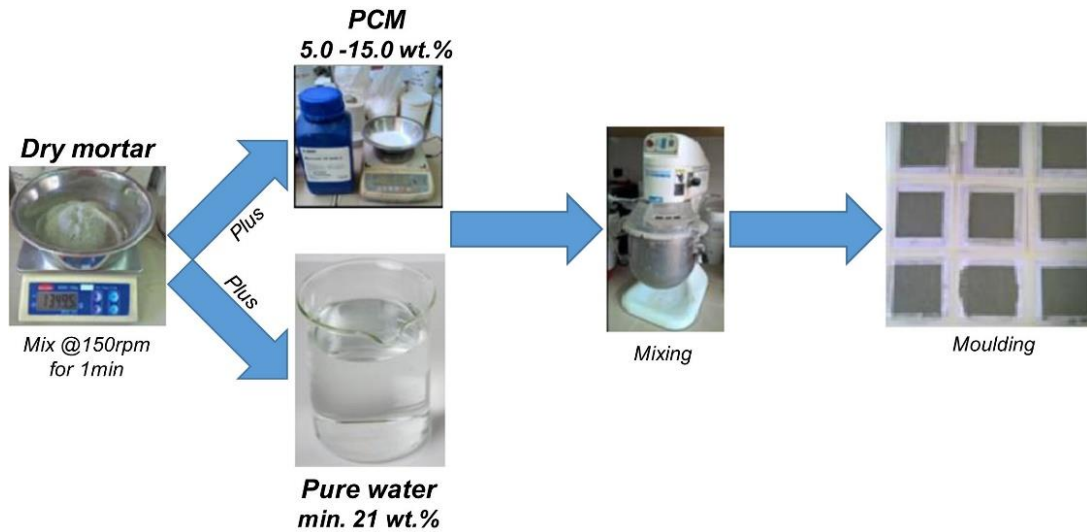 PCM
5.0 -15.0 wt.%
Dry mortar
Plus
Plus
Mix @150rpm
for 1min
Mixing
Moulding
Pure water
min. 21 wt.%